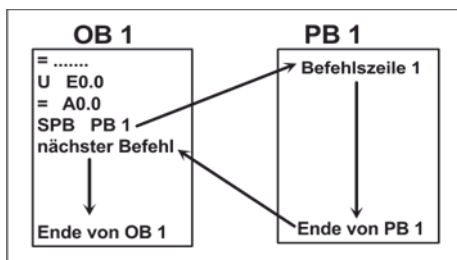 OB 1
= .......
U E0.0
= A0.0
SPB PB 1
nächster Befehl
Ende von OB 1
PB 1
Befehlszeile 1
Ende von PB 1